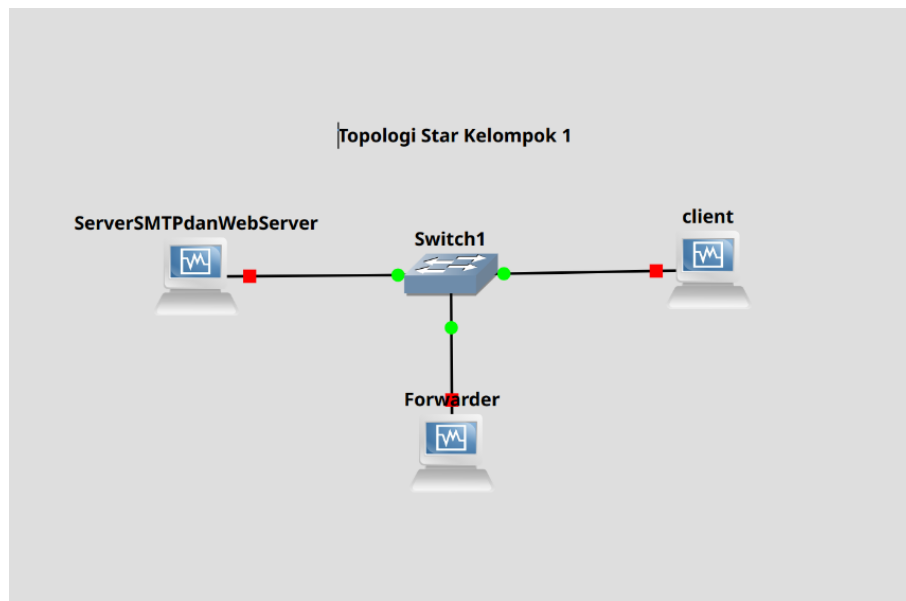 Topologi Star Kelompok 1
ServerSMTPdanWebServer
client
Switch1
Forwarder